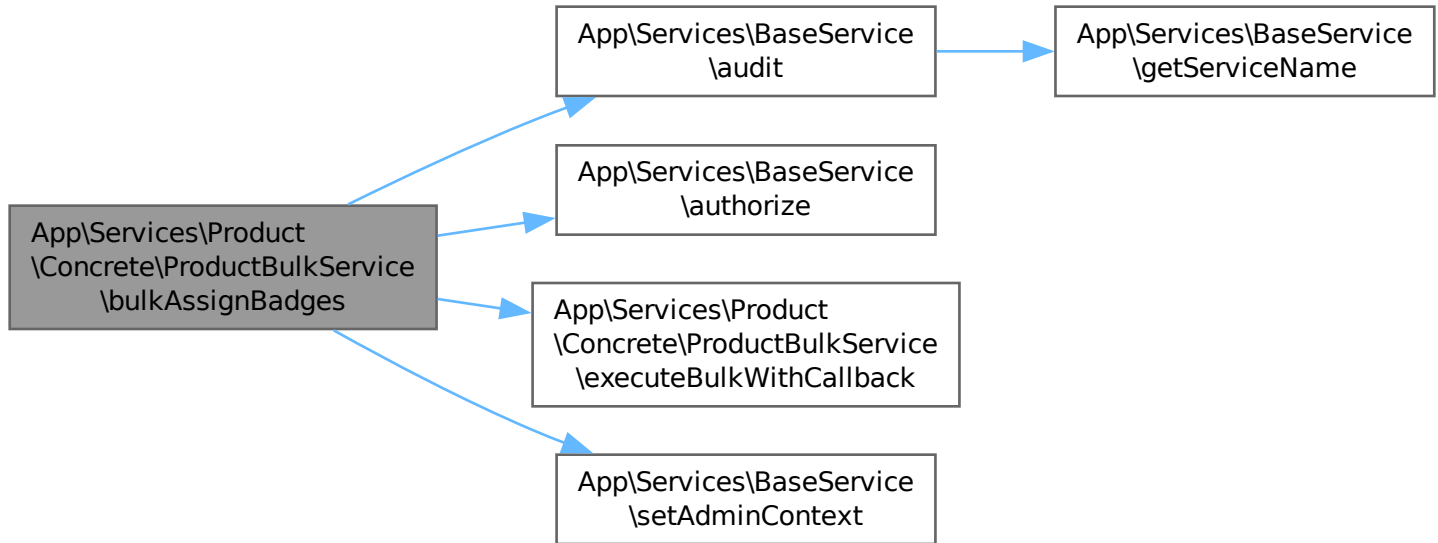 App\Services\BaseService
\audit
App\Services\BaseService
\getServiceName
App\Services\BaseService
\authorize
App\Services\Product
\Concrete\ProductBulkService
\bulkAssignBadges
App\Services\Product
\Concrete\ProductBulkService
\executeBulkWithCallback
App\Services\BaseService
\setAdminContext